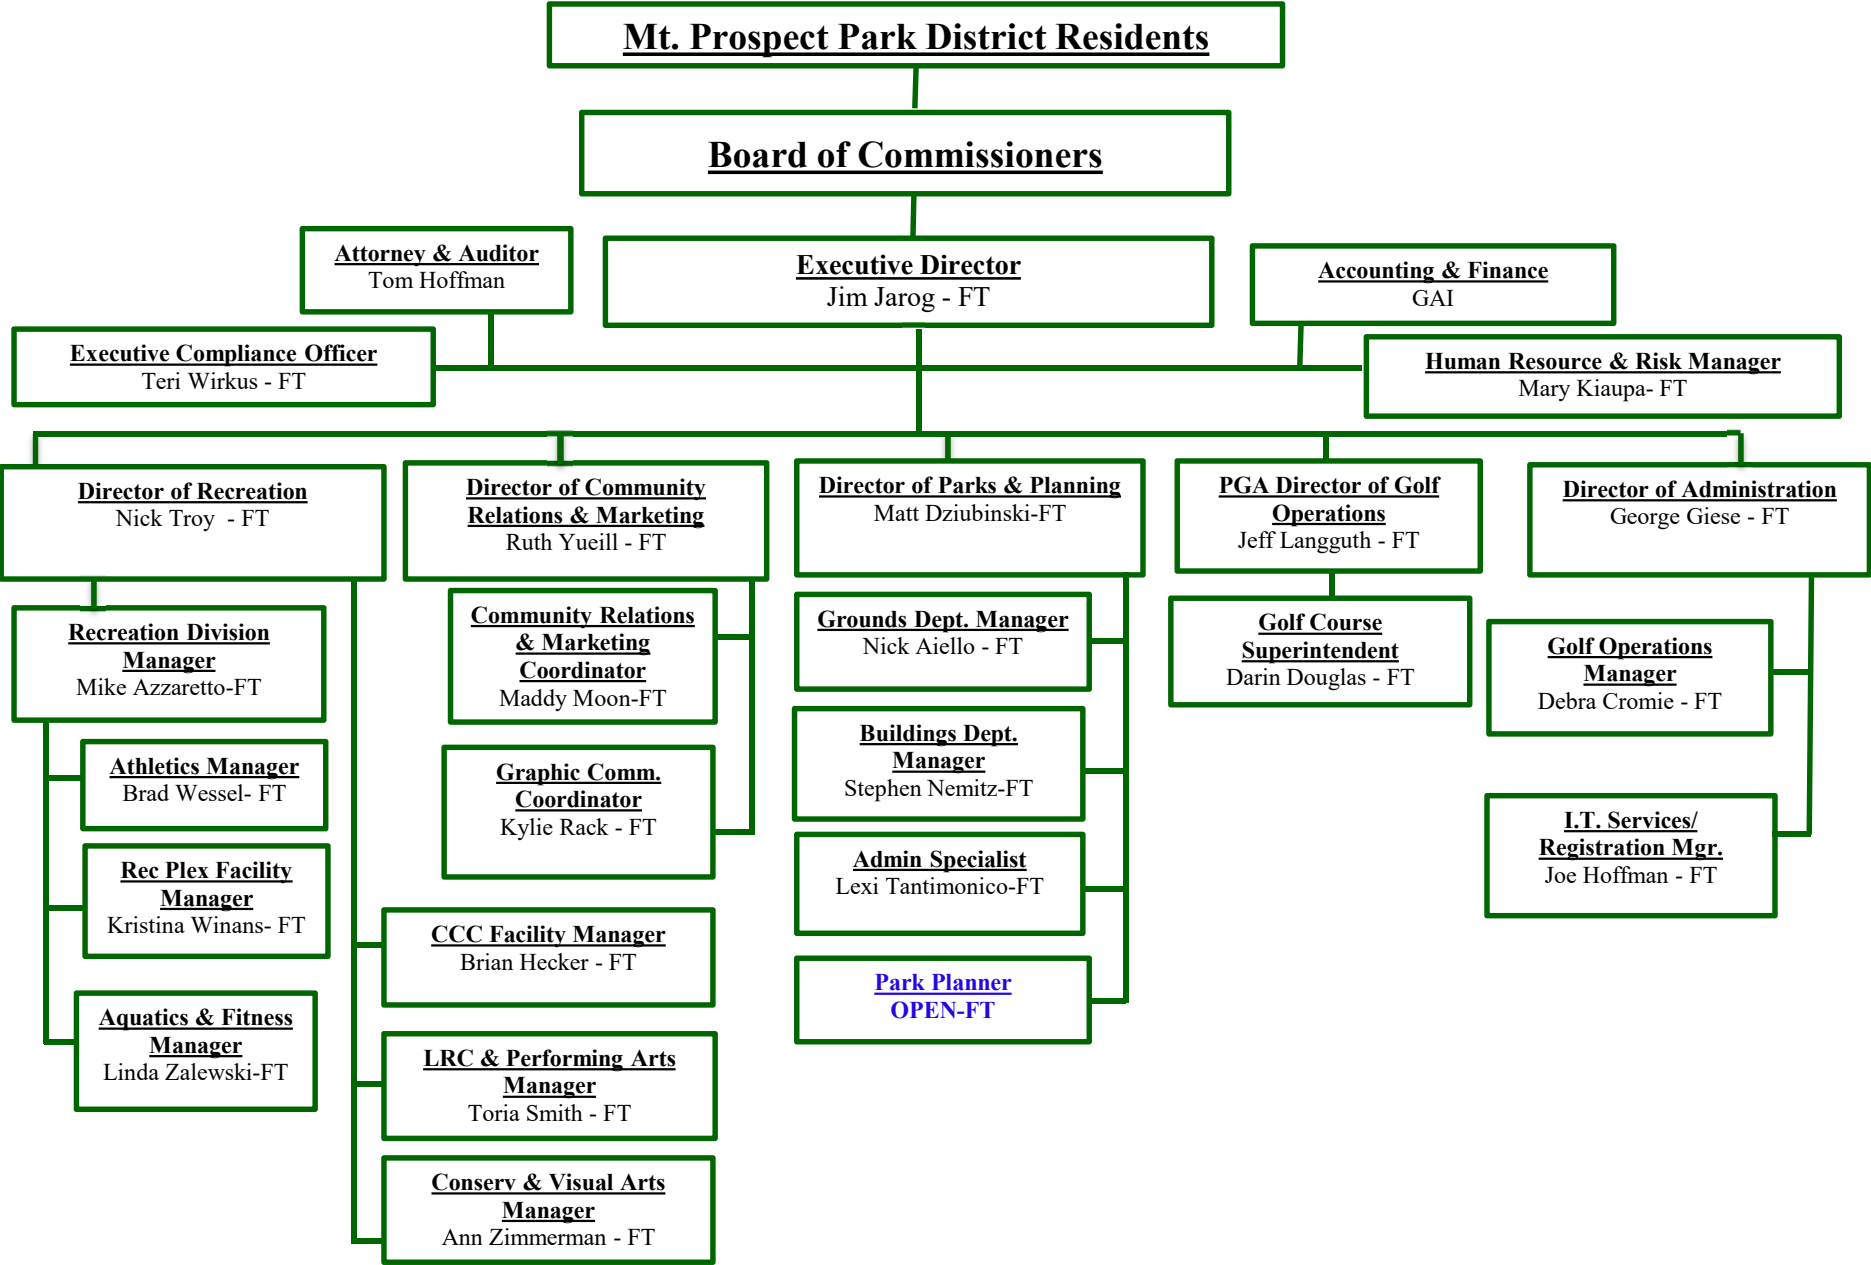 Mt. Prospect Park District Residents
Board of Commissioners
Attorney & Auditor
Tom Hoffman
Executive Director
Jim Jarog - FT
Accounting & Finance
GAI
Executive Compliance Officer
Teri Wirkus - FT
Human Resource & Risk Manager
Mary Kiaupa- FT
Director of Recreation
Nick Troy - FT
Director of Community
Relations & Marketing
Ruth Yueill - FT
Director of Parks & Planning
Matt Dziubinski-FT
PGA Director of Golf
Operations
Jeff Langguth - FT
Director of Administration
George Giese - FT
Recreation Division
Manager
Mike Azzaretto-FT
Athletics Manager
Brad Wessel- FT
Rec Plex Facility
Manager
Kristina Winans- FT
Aquatics & Fitness
Manager
Linda Zalewski-FT
Community Relations
& Marketing
Coordinator
Maddy Moon-FT
Graphic Comm.
Coordinator
Kylie Rack - FT
CCC Facility Manager
Brian Hecker - FT
LRC & Performing Arts
Manager
Toria Smith - FT
Conserv & Visual Arts
Manager
Ann Zimmerman - FT
Grounds Dept. Manager
Nick Aiello - FT
Buildings Dept.
Manager
Stephen Nemitz-FT
Admin Specialist
Lexi Tantimonico-FT
Park Planner
OPEN-FT
Golf Course
Superintendent
Darin Douglas - FT
Golf Operations
Manager
Debra Cromie - FT
I.T. Services/
Registration Mgr.
Joe Hoffman - FT